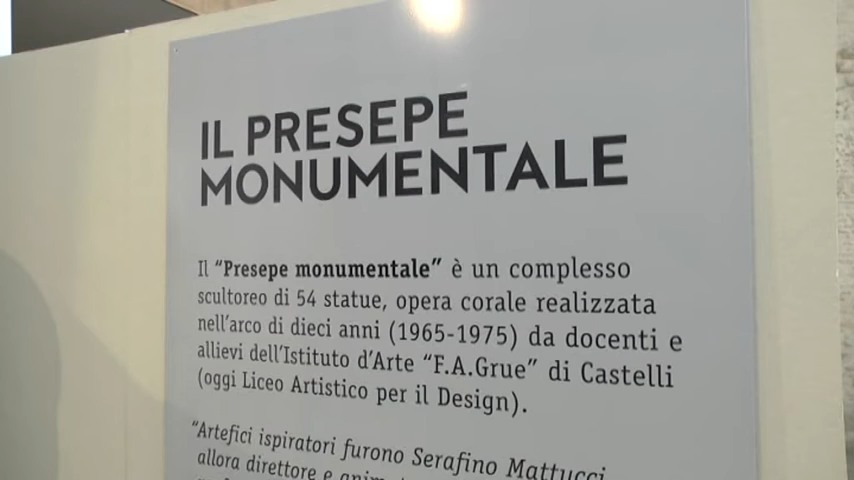 IL PRESEPE
MONUMENTALE
Il “Presepe monumentale” è un complesso
scultoreo di 54 statue, opera corale realizzata
nell’arco di dieci anni (1965-1975) da docenti e
allievi dell’Istituto d’Arte “F.A.Grue” di Castelli
(oggi Liceo Artistico per il Design).
“Artefici ispiratori furono Serafino Mattucci
allora direttore e